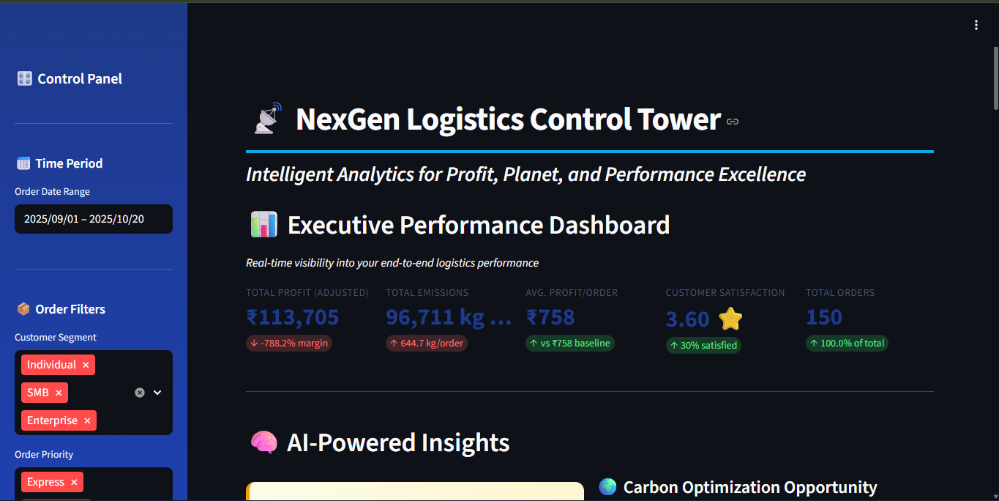 Control Panel
Time Period
Order Date Range
2025/09/01 – 2025/10/20
Order Filters
Customer Segment
Individual ×
SMB ×
Enterprise ×
Order Priority
Express ×
NexGen Logistics Control Tower
Intelligent Analytics for Profit, Planet, and Performance Excellence
Executive Performance Dashboard
Real-time visibility into your end-to-end logistics performance
TOTAL PROFIT (ADJUSTED)
₹113,705
↓ -788.2% margin
TOTAL EMISSIONS
96,711 kg ...
↑ 644.7 kg/order
AVG. PROFIT/ORDER
₹758
↑ vs ₹758 baseline
CUSTOMER SATISFACTION
3.60 ⭐
↑ 30% satisfied
TOTAL ORDERS
150
↑ 100.0% of total
AI-Powered Insights
Carbon Optimization Opportunity